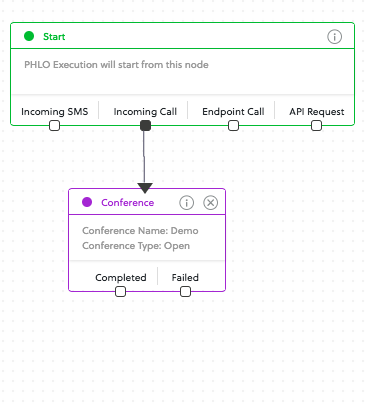 Start
PHLO Execution will start from this node
Incoming SMS Incoming Call Endpoint Call API Request
Conference
Conference Name: Demo
Conference Type: Open
Completed Failed